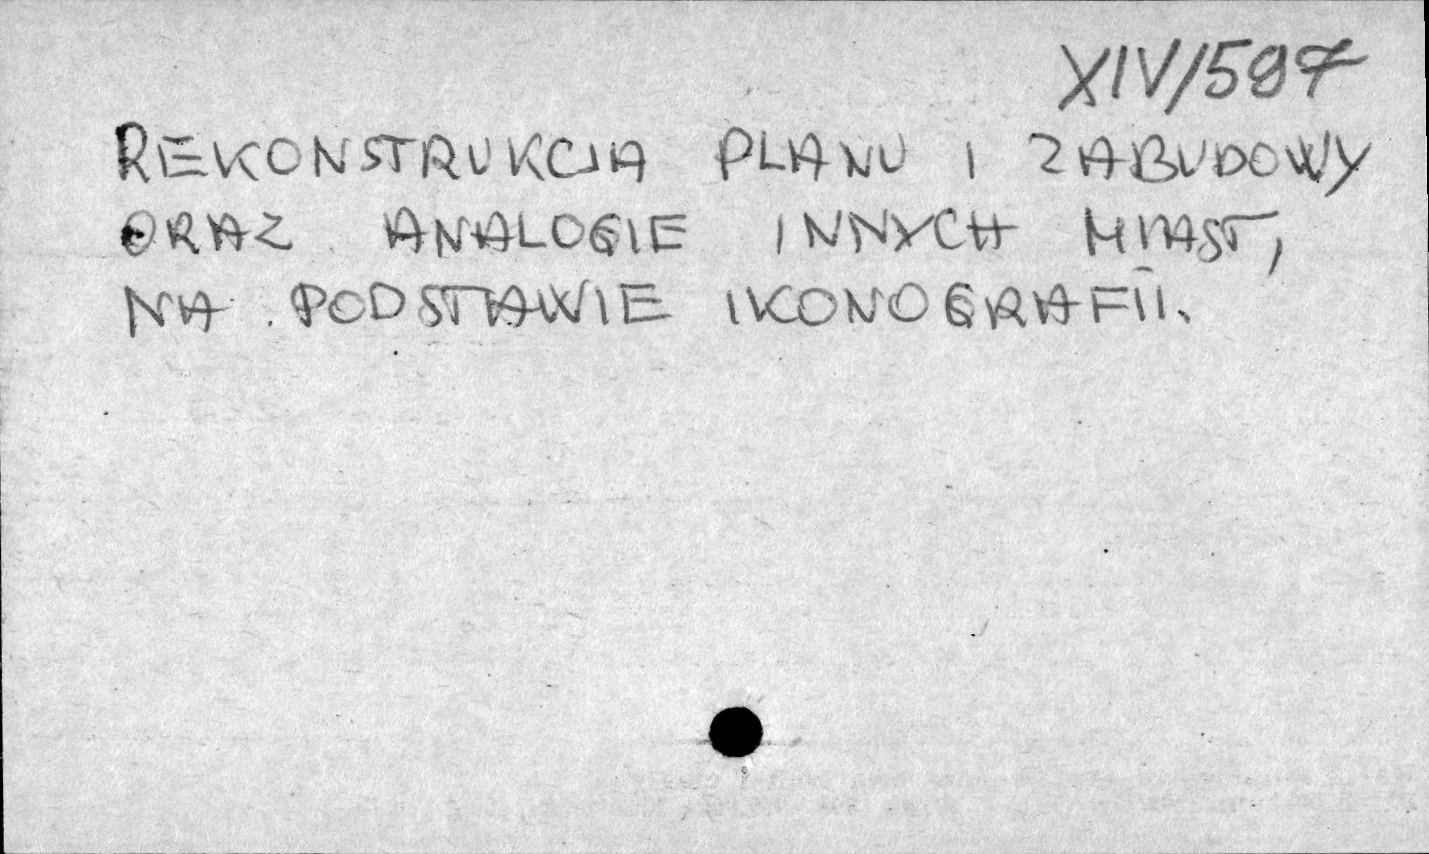 XIV/597
REKONSTRUKCJA PLANU I ZABUDOWY
ORAZ ANALOGIE INNYCH MIAST,
NA PODSTAWIE IKONOGRAFII.